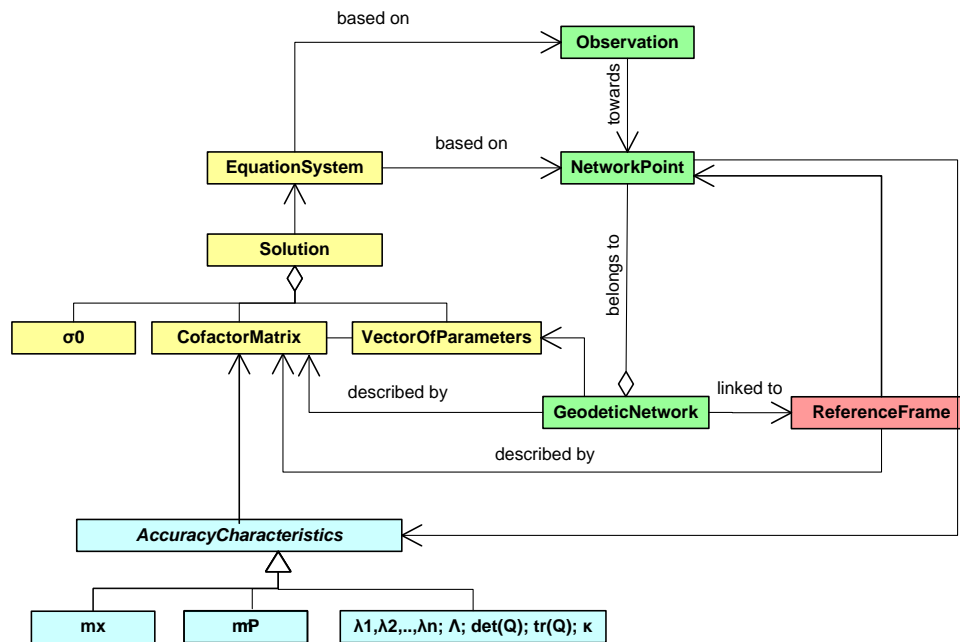 based on
Observation
towards
based on
EquationSystem
NetworkPoint
Solution
belongs to
σ0
CofactorMatrix
VectorOfParameters
described by
linked to
GeodeticNetwork
ReferenceFrame
described by
AccuracyCharacteristics
mx
mP
λ1,λ2,..,λn; Λ; det(Q); tr(Q); κ